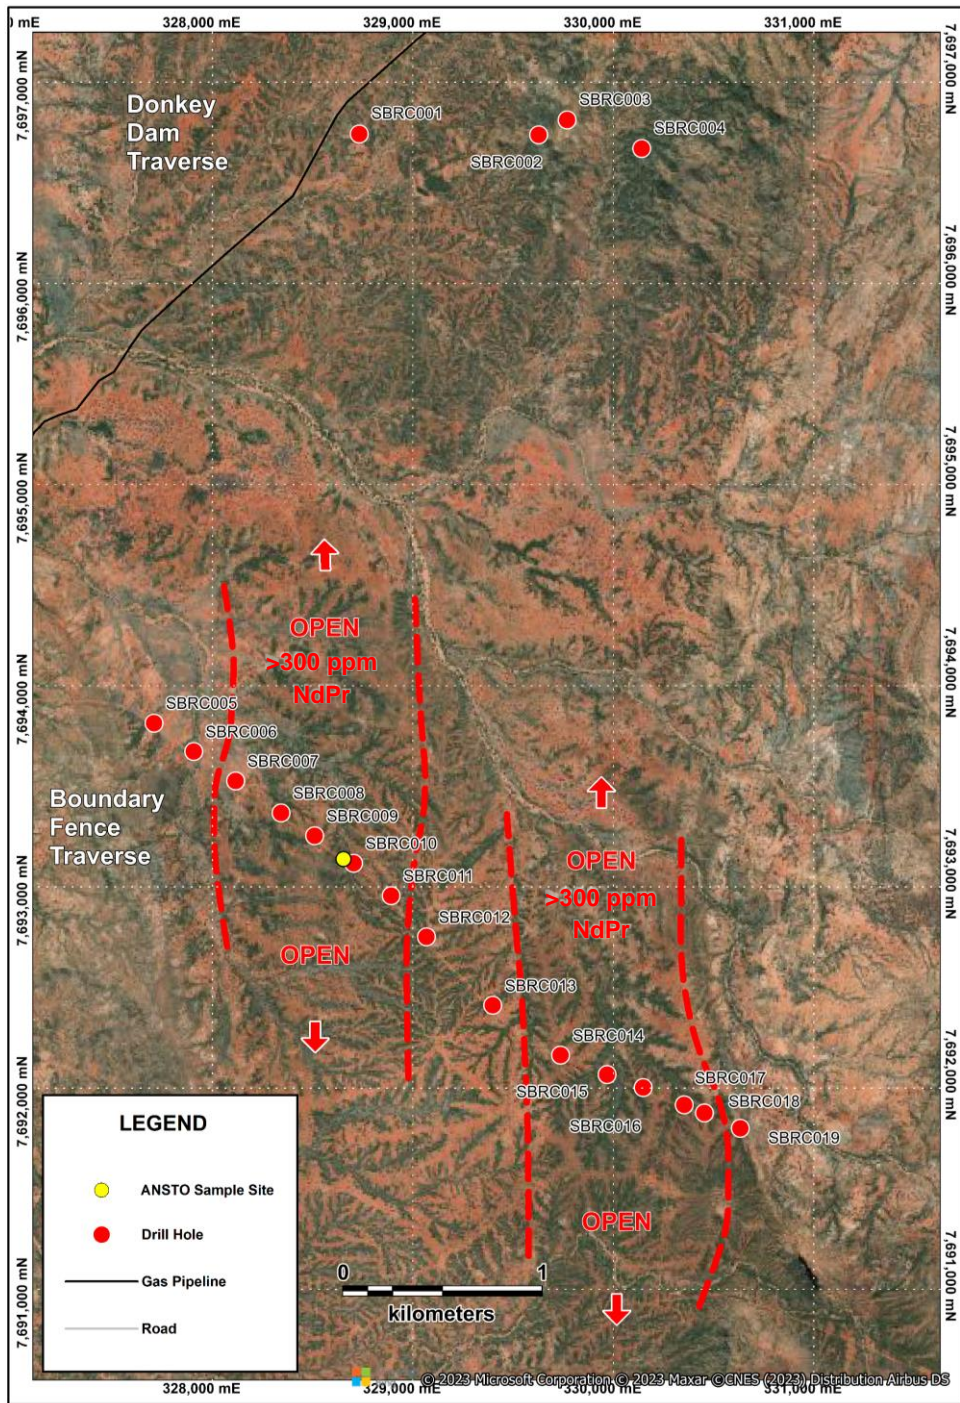 0 mE
328,000 mE
329,000 mE
330,000 mE
331,000 mE
7,697,000 mN
7,697,000 mN
Donkey
Dam
Traverse
SBRC001
SBRC003
SBRC002
SBRC004
7,696,000 mN
7,696,000 mN
7,695,000 mN
7,695,000 mN
OPEN
>300 ppm
NdPr
7,694,000 mN
7,694,000 mN
SBRC005
SBRC006
SBRC007
Boundary
Fence
Traverse
SBRC008
SBRC009
SBRC010
SBRC011
SBRC012
OPEN
>300 ppm
NdPr
7,693,000 mN
7,693,000 mN
OPEN
SBRC013
SBRC014
SBRC015
SBRC016
SBRC017
SBRC018
SBRC019
7,692,000 mN
7,692,000 mN
OPEN
LEGEND
ANSTO Sample Site
Drill Hole
Gas Pipeline
Road
0 1
kilometers
7,691,000 mN
7,691,000 mN
© 2023 Microsoft Corporation © 2023 Maxar ©CNES (2023) Distribution Airbus DS
328,000 mE
329,000 mE
330,000 mE
331,000 mE